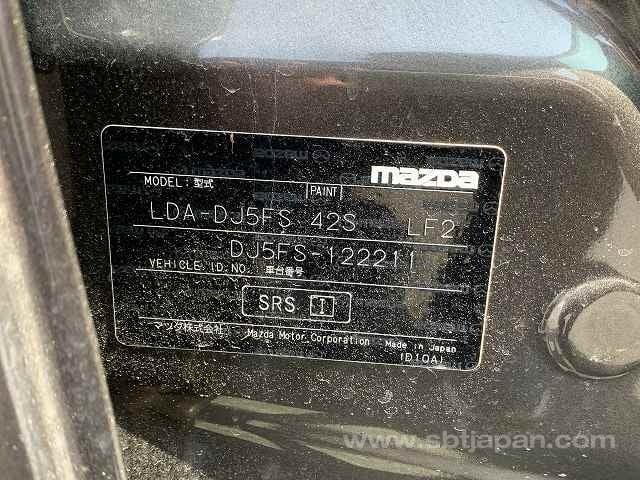 mazda
MODEL: 型式 PAINT
LDA-DJ5FS 42S LF2
DJ5FS-122211
VEHICLE. ID. NO. 車台番号
SRS I
マツダ株式会社 Mazda Motor Corporation Made in Japan
(D10A)
www.sbtjapan.com